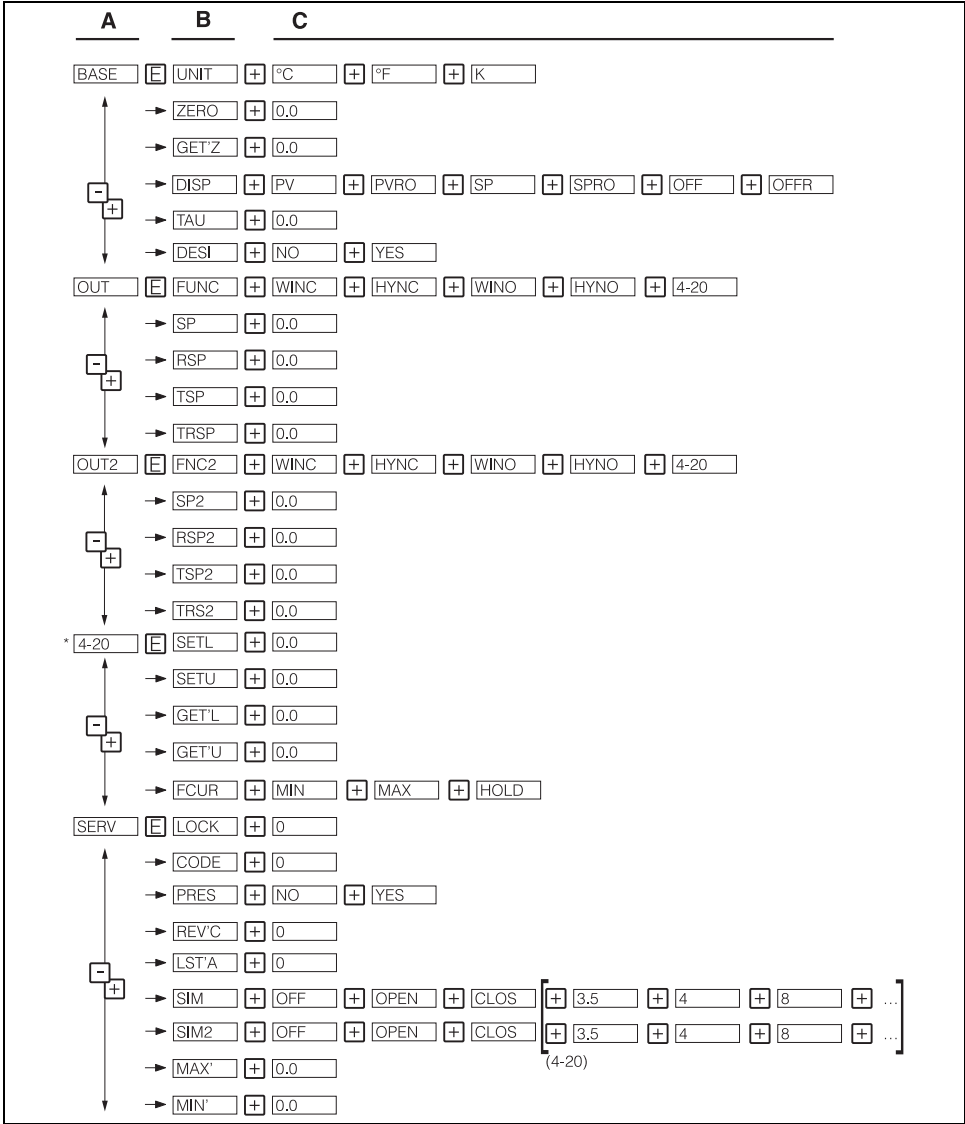 A B C
BASE E UNIT + °C + °F + K
ZERO + 0.0
GET'Z + 0.0
DISP + PV + PVRO + SP + SPRO + OFF + OFFR
- +
TAU + 0.0
DESI + NO + YES
OUT E FUNC + WINC + HYNC + WINO + HYNO + 4-20
SP + 0.0
- +
RSP + 0.0
TSP + 0.0
TRSP + 0.0
OUT2 E FNC2 + WINC + HYNC + WINO + HYNO + 4-20
SP2 + 0.0
- +
RSP2 + 0.0
TSP2 + 0.0
TRS2 + 0.0
* 4-20 E SETL + 0.0
SETU + 0.0
- +
GET'L + 0.0
GET'U + 0.0
FCUR + MIN + MAX + HOLD
SERV E LOCK + 0
CODE + 0
PRES + NO + YES
REV'C + 0
LST'A + 0
- +
SIM + OFF + OPEN + CLOS + 3.5 + 4 + 8 + ...
SIM2 + OFF + OPEN + CLOS + 3.5 + 4 + 8 + ...
(4-20)
MAX' + 0.0
MIN' + 0.0